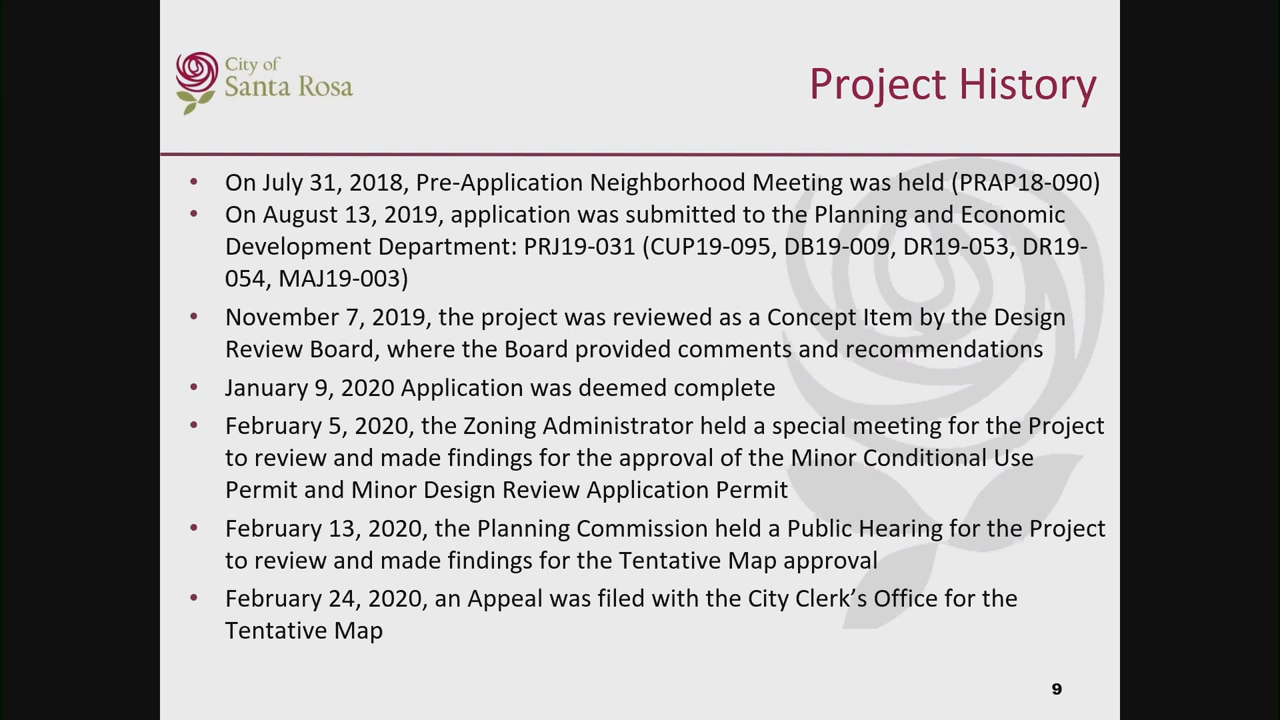 City of
Santa Rosa
Project History
• On July 31, 2018, Pre-Application Neighborhood Meeting was held (PRAP18-090)
• On August 13, 2019, application was submitted to the Planning and Economic
Development Department: PRJ19-031 (CUP19-095, DB19-009, DR19-053, DR19-
054, MAJ19-003)
• November 7, 2019, the project was reviewed as a Concept Item by the Design
Review Board, where the Board provided comments and recommendations
• January 9, 2020 Application was deemed complete
• February 5, 2020, the Zoning Administrator held a special meeting for the Project
to review and made findings for the approval of the Minor Conditional Use
Permit and Minor Design Review Application Permit
• February 13, 2020, the Planning Commission held a Public Hearing for the Project
to review and made findings for the Tentative Map approval
• February 24, 2020, an Appeal was filed with the City Clerk’s Office for the
Tentative Map
9